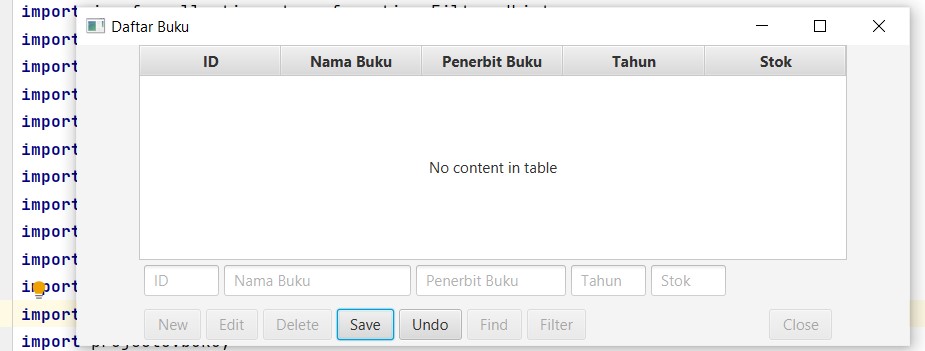 import
import
import
import
import
import
import
import
import
import
import
import
import
Daftar Buku
ID Nama Buku Penerbit Buku Tahun Stok
No content in table
ID Nama Buku Penerbit Buku Tahun Stok
New Edit Delete Save Undo Find Filter Close